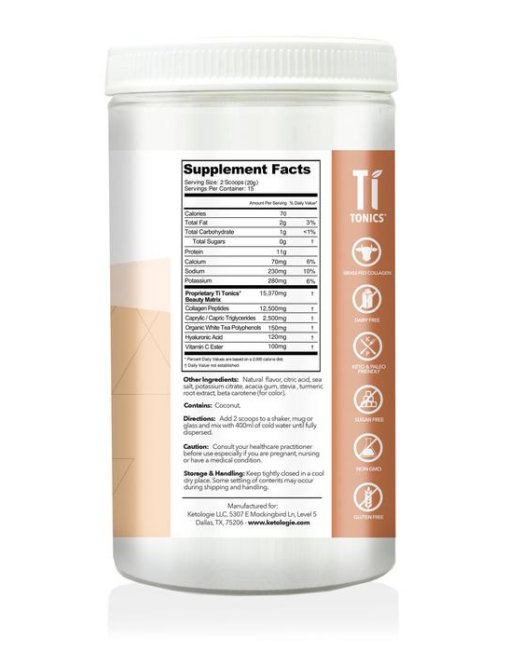 Supplement Facts
Serving Size: 2 Scoops (20g)
Servings Per Container: 15
Amount Per Serving % Daily Value*
Calories 70
Total Fat 2g 3%
Total Carbohydrate 1g <1%
Total Sugars 0g †
Protein 11g
Calcium 70mg 6%
Sodium 230mg 10%
Potassium 280mg 6%
Proprietary Ti Tonics® 15,370mg †
Beauty Matrix
Collagen Peptides 12,500mg †
Caprylic / Capric Triglycerides 2,500mg †
Organic White Tea Polyphenols 150mg †
Hyaluronic Acid 120mg †
Vitamin C Ester 100mg †
* Percent Daily Values are based on a 2,000 calorie diet.
† Daily Value not established
Other Ingredients: Natural flavor, citric acid, sea
salt, potassium citrate, acacia gum, stevia , turmeric
root extract, beta carotene (for color).
Contains: Coconut.
Directions: Add 2 scoops to a shaker, mug or
glass and mix with 400ml of cold water until fully
dispersed.
Caution: Consult your healthcare practitioner
before use especially if you are pregnant, nursing
or have a medical condition.
Storage & Handling: Keep tightly closed in a cool
dry place. Some settling of contents may occur
during shipping and handling.
Manufactured for:
Ketologie LLC, 5307 E Mockingbird Ln, Level 5
Dallas, TX, 75206 - www.ketologie.com
Ti
TONICS™
GRASS FED COLLAGEN
DAIRY FREE
KETO & PALEO
FRIENDLY
SUGAR FREE
NON GMO
GLUTEN FREE